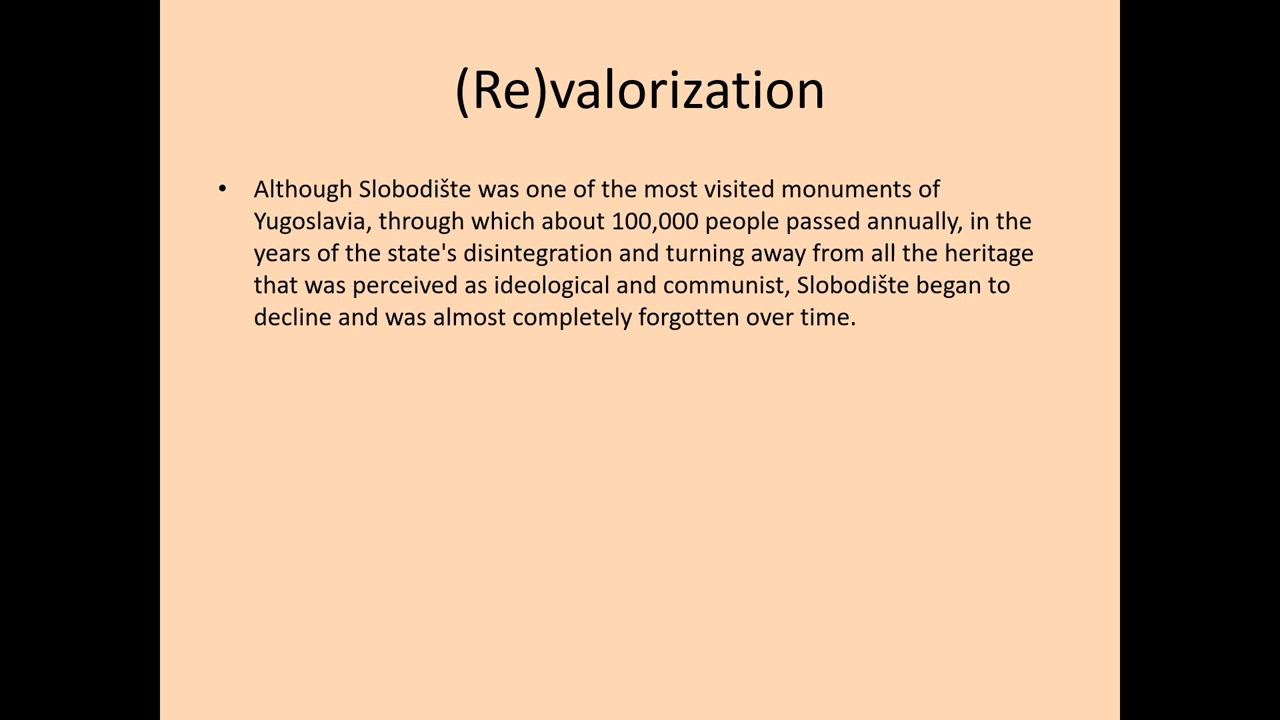 (Re)valorization
• Although Slobodište was one of the most visited monuments of
Yugoslavia, through which about 100,000 people passed annually, in the
years of the state's disintegration and turning away from all the heritage
that was perceived as ideological and communist, Slobodište began to
decline and was almost completely forgotten over time.